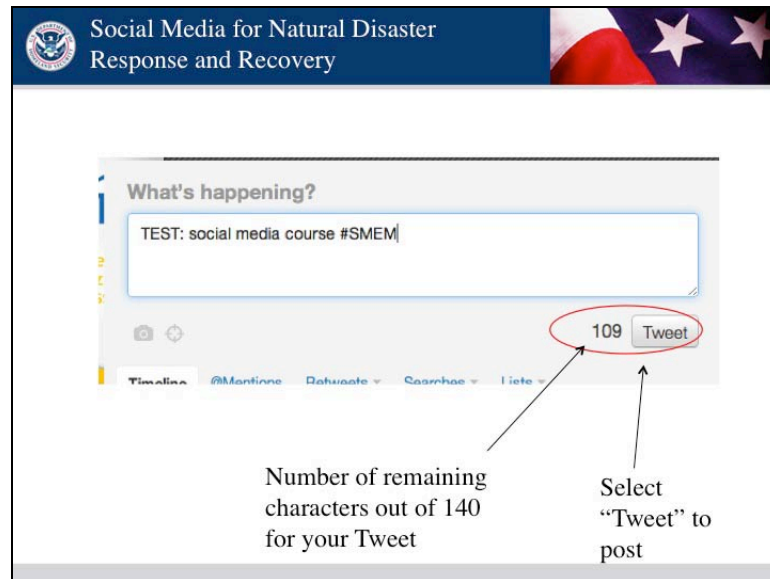 Social Media for Natural Disaster
Response and Recovery
What's happening?
TEST: social media course #SMEM
109 Tweet
Timeline @Mentions Retweets Searches Lists
Number of remaining
characters out of 140
for your Tweet
Select
“Tweet” to
post